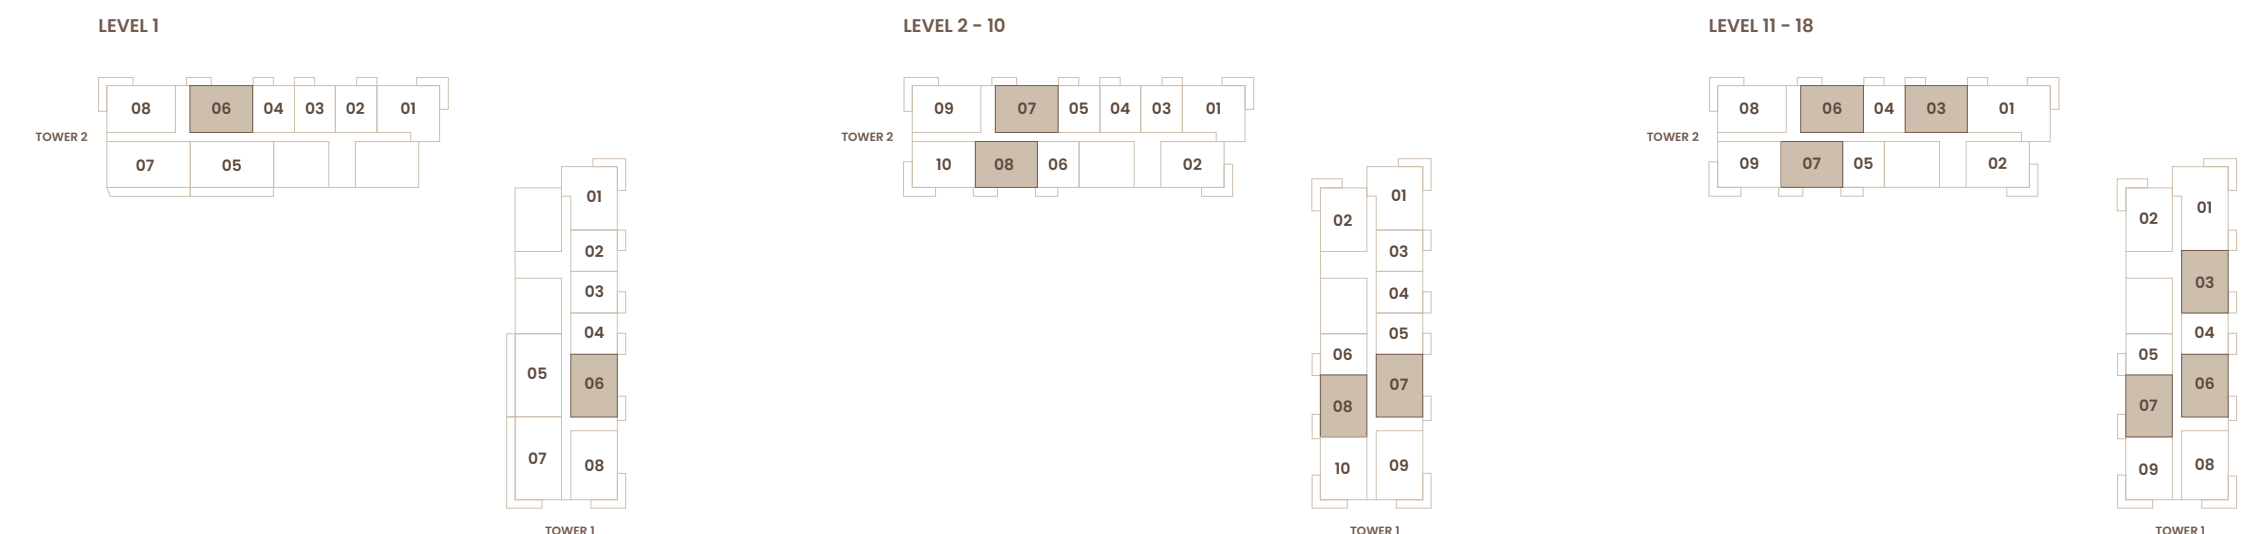 LEVEL 1
08 06 04 03 02 01
TOWER 2
07 05
01
02
03
04
05
06
07
08
TOWER 1
LEVEL 2 - 10
09 07 05 04 03 01
TOWER 2
10 08 06 02
01
02
03
04
05
06
07
08
10 09
TOWER 1
LEVEL 11 - 18
08 06 04 03 01
TOWER 2
09 07 05 02
01
02
03
04
05
06
07
09 08
TOWER 1